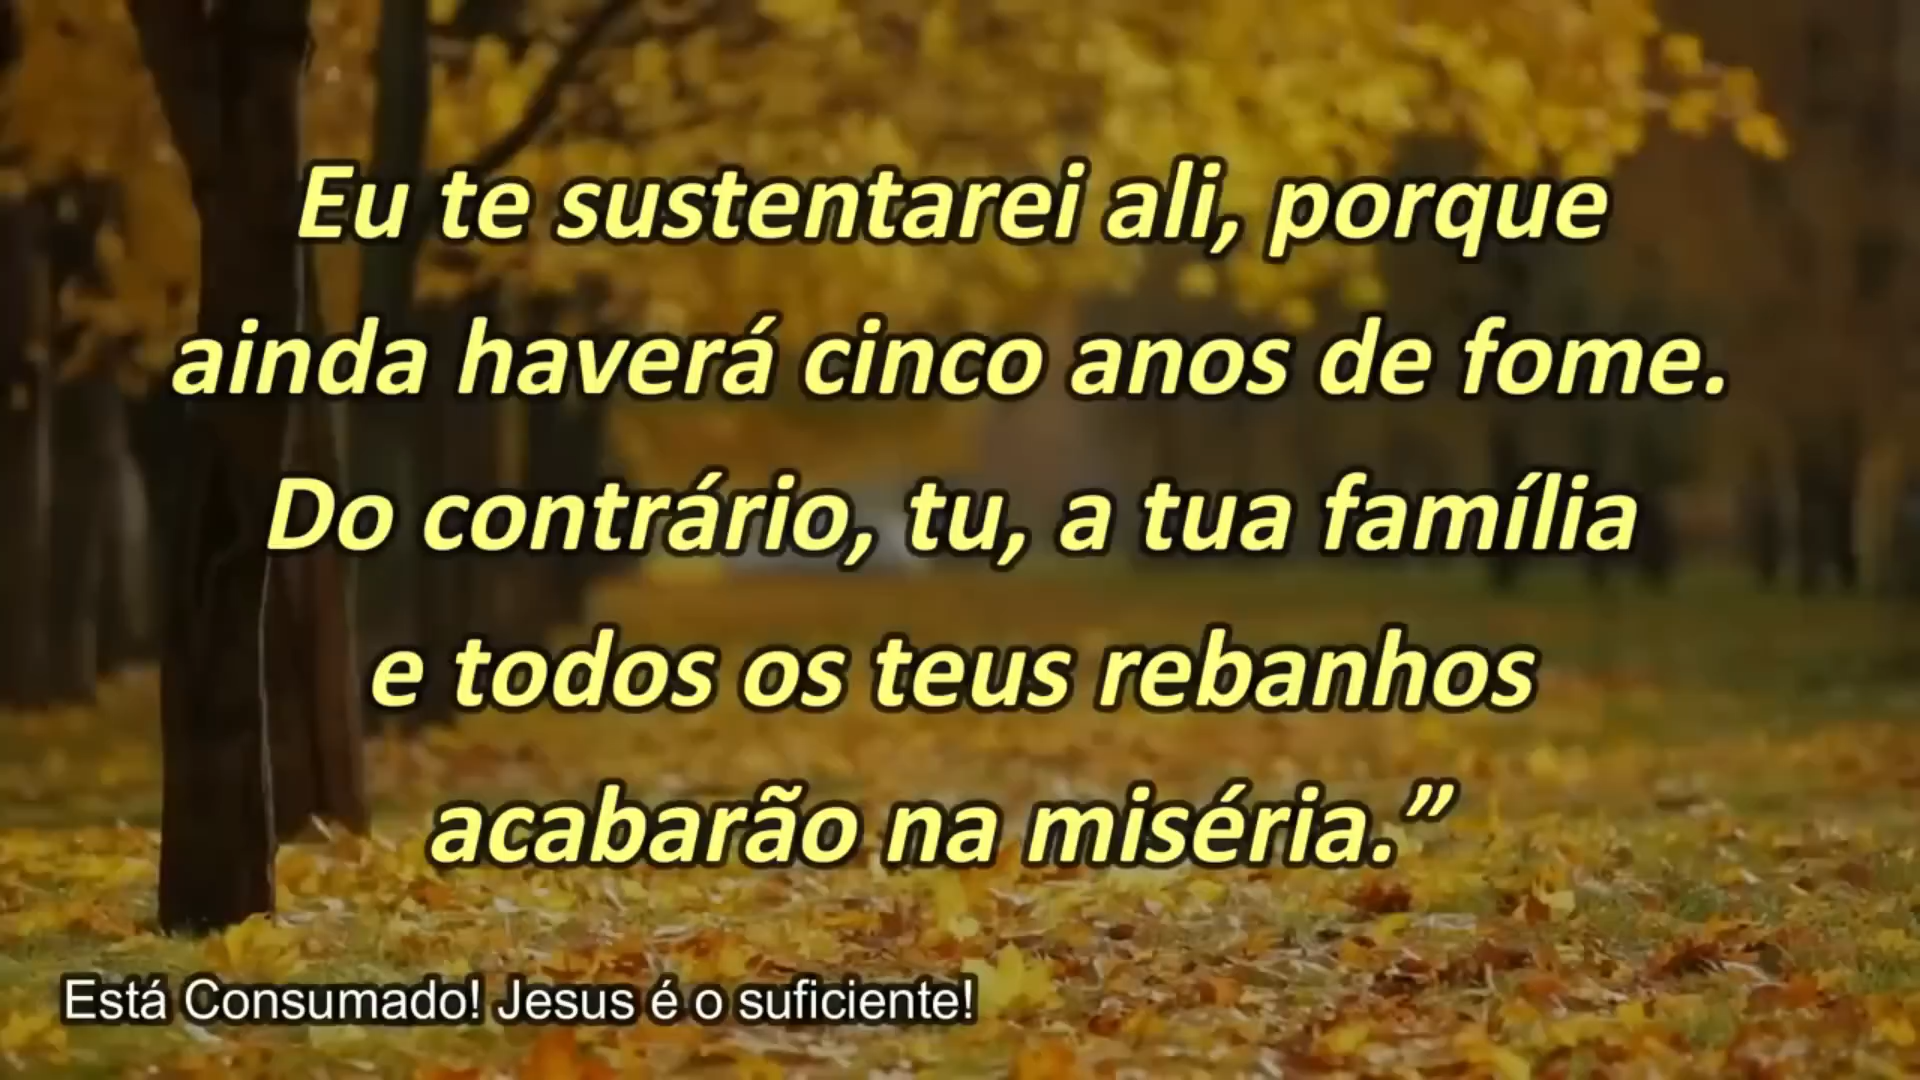 Eu te sustentarei ali, porque
ainda haverá cinco anos de fome.
Do contrário, tu, a tua família
e todos os teus rebanhos
acabarão na miséria.”
Está Consumado! Jesus é o suficiente!